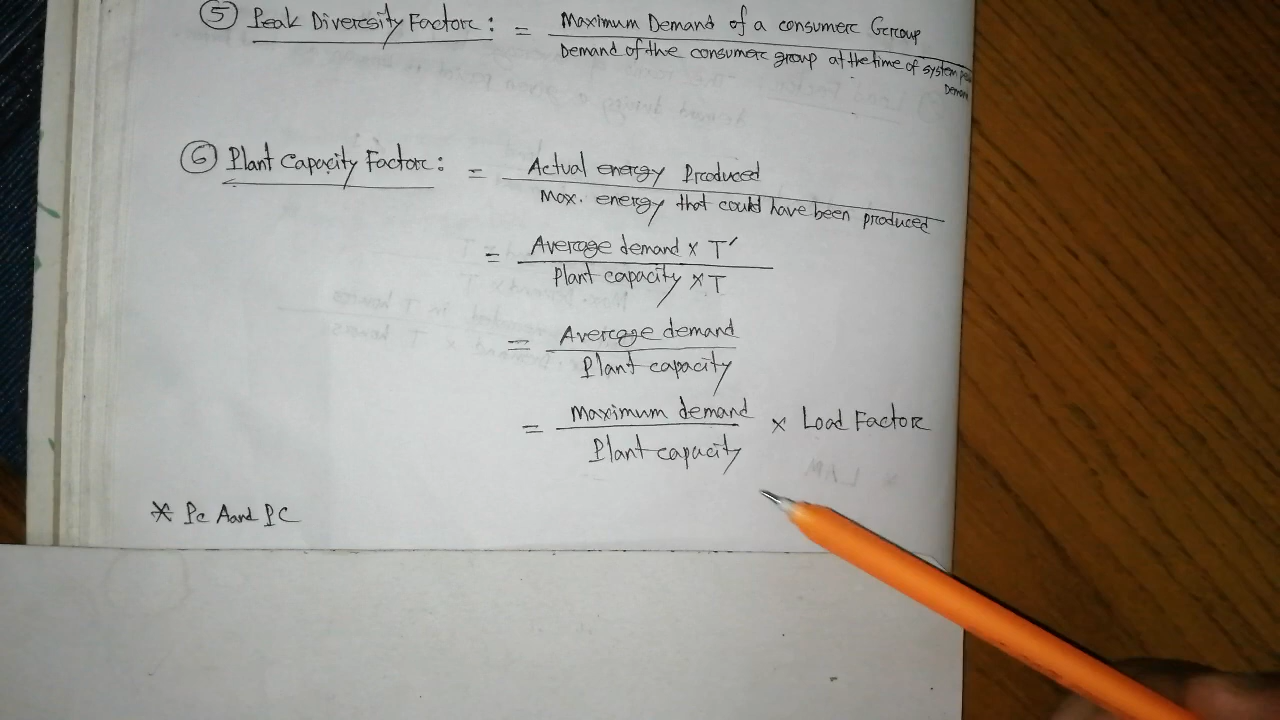 ⑤ Peak Diversity Factor: = Maximum Demand of a consumer Group
Demand of the consumer group at the time of system peak
Demand
⑥ Plant Capacity Factor: = Actual energy Produced
Max. energy that could have been produced
= Average demand × T'
Plant capacity × T
= Average demand
Plant capacity
= Maximum demand × Load Factor
Plant capacity
* Pc A and PC